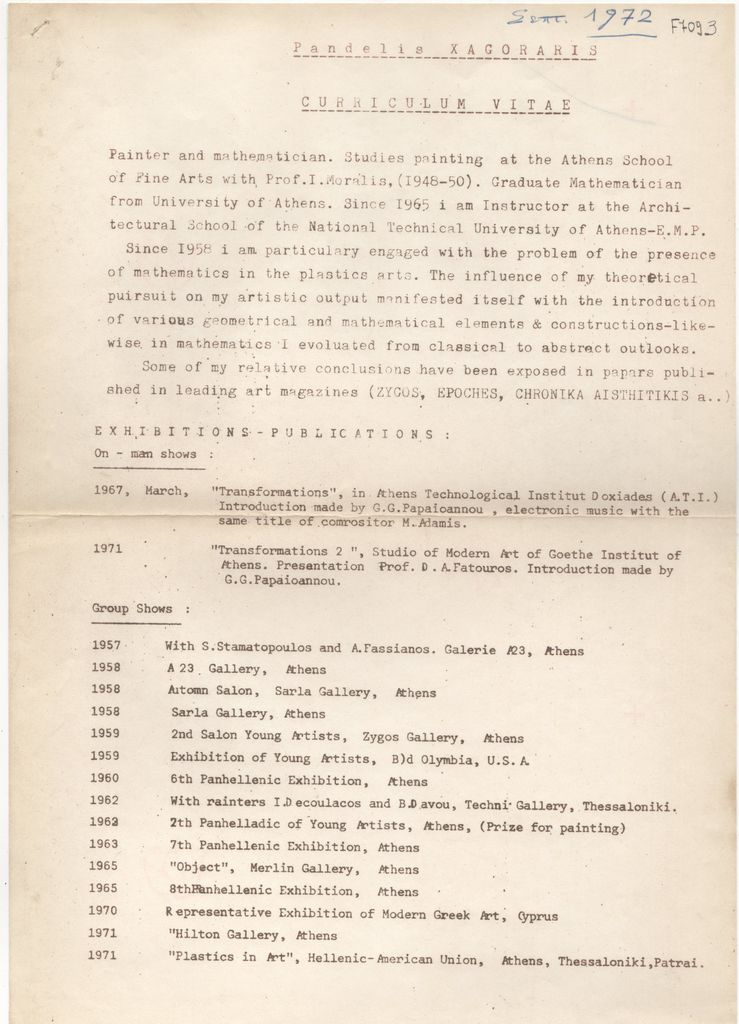 1972 F7093
Pandelis XAGORARIS
CURRICULUM VITAE
Painter and mathematician. Studies painting at the Athens School
of Fine Arts with Prof.I.Moralis,(1948-50). Graduate Mathematician
from University of Athens. Since 1965 i am Instructor at the Archi-
tectural School of the National Technical University of Athens-E.M.P.
Since 1958 i am particulary engaged with the problem of the presence
of mathematics in the plastics arts. The influence of my theoretical
puirsuit on my artistic output manifested itself with the introduction
of various geometrical and mathematical elements & constructions-like-
wise in mathematics I evoluated from classical to abstract outlooks.
Some of my relative conclusions have been exposed in papars publi-
shed in leading art magazines (ZYGOS, EPOCHES, CHRONIKA AISTHITIKIS a..)
EXHIBITIONS-PUBLICATIONS :
On - man shows :
1967, March, "Transformations", in Athens Technological Institut Doxiades (A.T.I.)
Introduction made by G.G.Papaioannou , electronic music with the
same title of compositor M.Adamis.
1971 "Transformations 2 ", Studio of Modern Art of Goethe Institut of
Athens. Presentation Prof. D.A.Fatouros. Introduction made by
G.G.Papaioannou.
Group Shows :
1957 With S.Stamatopoulos and A.Fassianos. Galerie A23, Athens
1958 A 23 Gallery, Athens
1958 Automn Salon, Sarla Gallery, Athens
1958 Sarla Gallery, Athens
1959 2nd Salon Young Artists, Zygos Gallery, Athens
1959 Exhibition of Young Artists, B)d Olymbia, U.S.A.
1960 6th Panhellenic Exhibition, Athens
1962 With painters I.Decoulacos and B.Davou, Techni Gallery, Thessaloniki.
1962 2th Panhelladic of Young Artists, Athens, (Prize for painting)
1963 7th Panhellenic Exhibition, Athens
1965 "Object", Merlin Gallery, Athens
1965 8th Panhellenic Exhibition, Athens
1970 Representative Exhibition of Modern Greek Art, Cyprus
1971 "Hilton Gallery, Athens
1971 "Plastics in Art", Hellenic-American Union, Athens, Thessaloniki,Patrai.